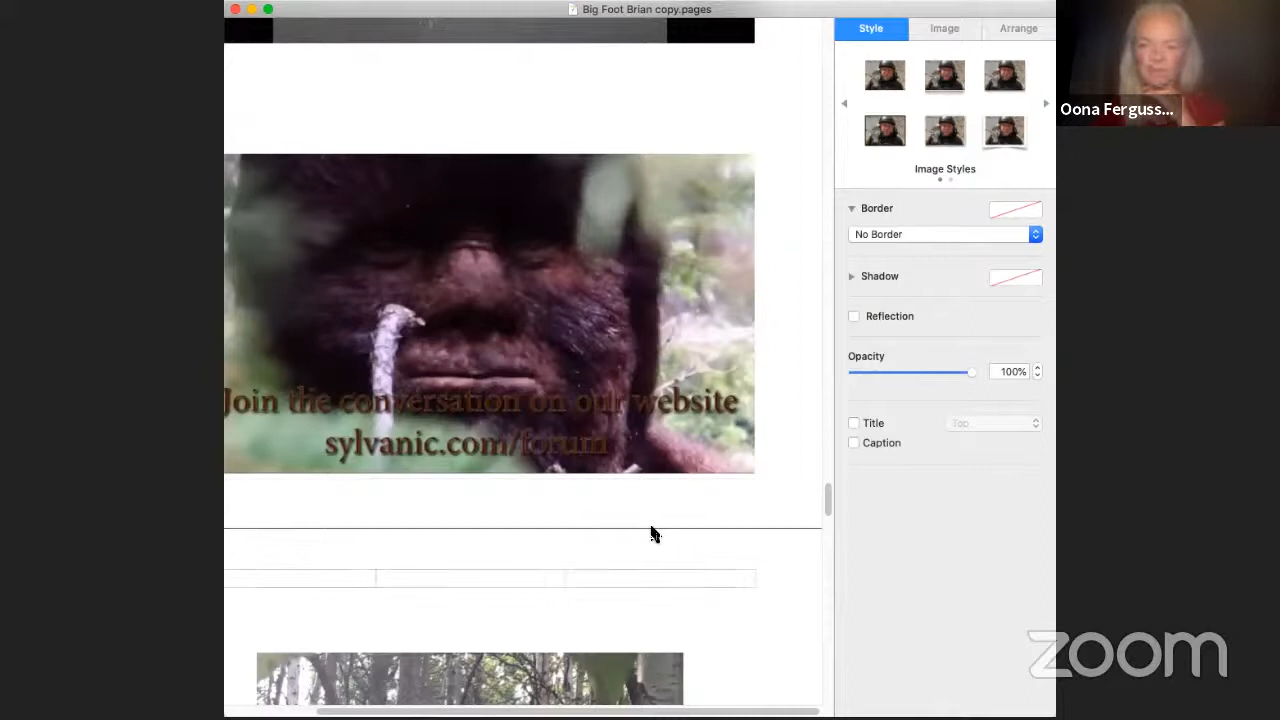 Big Foot Brian copy.pages
Style
Image
Arrange
Oona Ferguss...
Image Styles
Border
No Border
Shadow
Reflection
Opacity
100%
Join the conversation on our website
sylvanic.com/forum
Title
Top
Caption
zoom